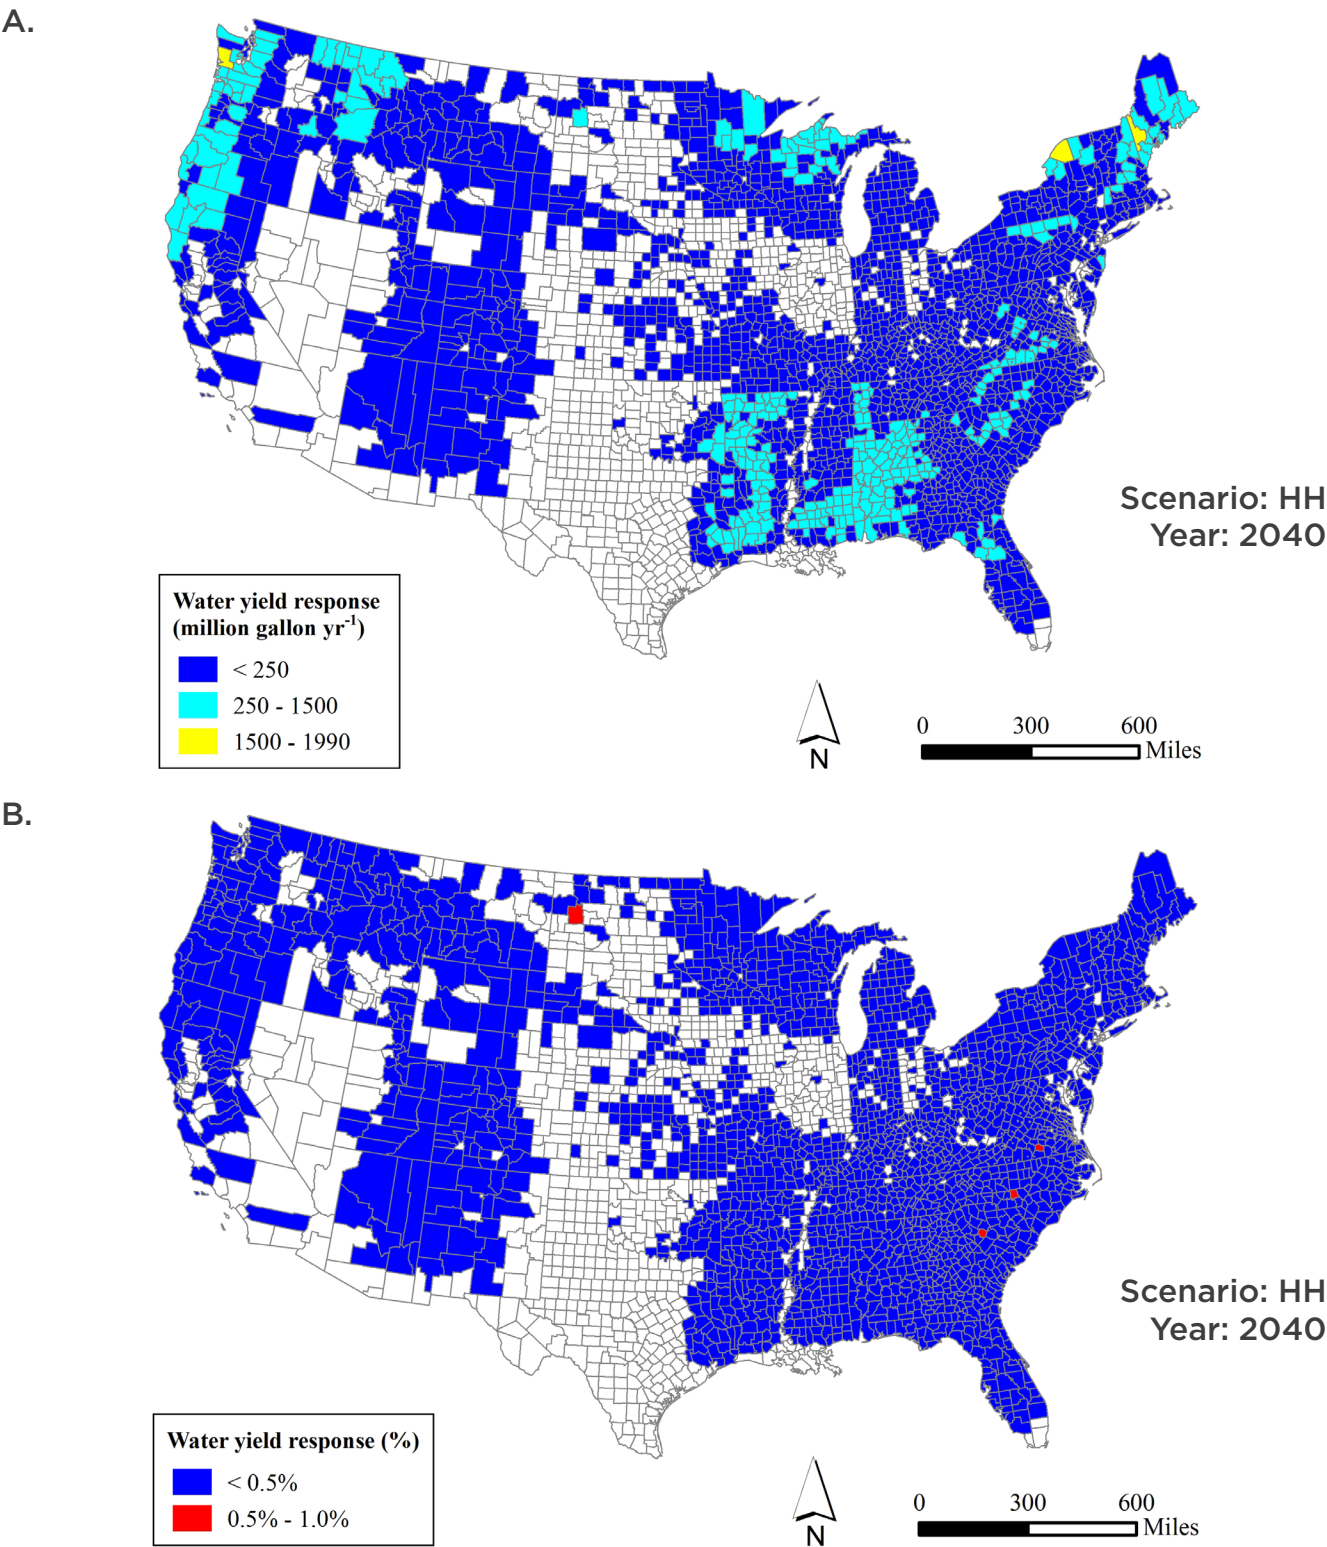 A.
Scenario: HH
Year: 2040
Water yield response
(million gallon yr⁻¹)
< 250
250 - 1500
1500 - 1990
N
0 300 600
Miles
B.
Scenario: HH
Year: 2040
Water yield response (%)
< 0.5%
0.5% - 1.0%
N
0 300 600
Miles